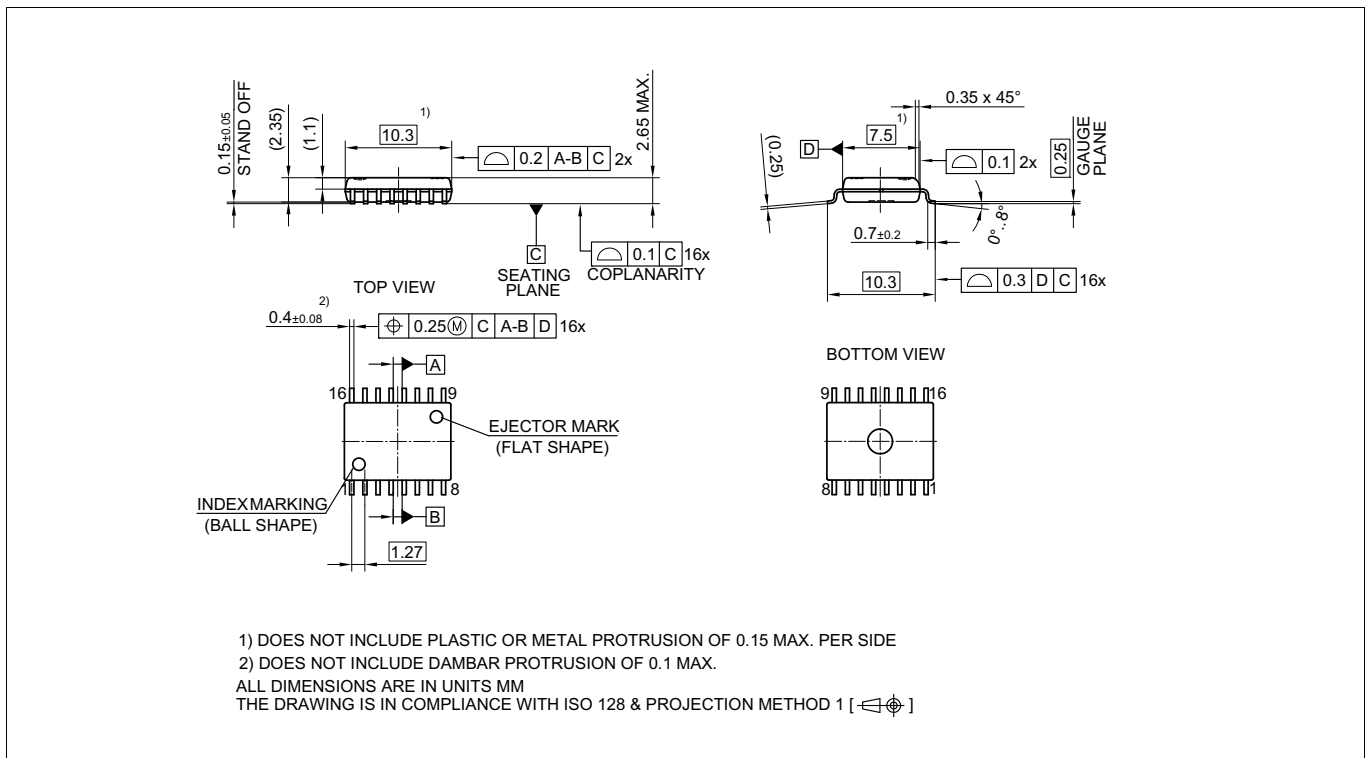 0.15±0.05
STAND OFF
(2.35)
(1.1)
1)
10.3
⌓ 0.2 A-B C 2x
2.65 MAX.
C
SEATING
PLANE
⌓ 0.1 C 16x
COPLANARITY
(0.25)
D
7.5
1)
0.35 x 45°
⌓ 0.1 2x
0.25
GAUGE
PLANE
0°..8°
0.7±0.2
10.3
⌓ 0.3 D C 16x
TOP VIEW
2)
0.4±0.08
⌖ 0.25Ⓜ C A-B D 16x
A
16
9
EJECTOR MARK
(FLAT SHAPE)
1
8
INDEX MARKING
(BALL SHAPE)
B
1.27
BOTTOM VIEW
9
16
8
1
1) DOES NOT INCLUDE PLASTIC OR METAL PROTRUSION OF 0.15 MAX. PER SIDE
2) DOES NOT INCLUDE DAMBAR PROTRUSION OF 0.1 MAX.
ALL DIMENSIONS ARE IN UNITS MM
THE DRAWING IS IN COMPLIANCE WITH ISO 128 & PROJECTION METHOD 1 [ ]